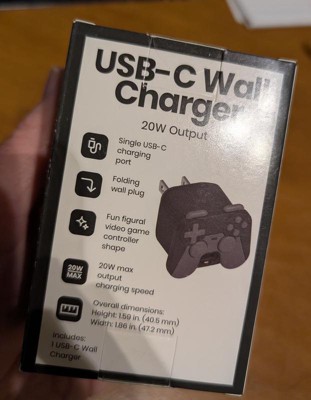 USB-C Wall
Charger
20W Output
Single USB-C
charging
port
Folding
wall plug
Fun figural
video game
controller
shape
20W
MAX
20W max
output
charging speed
Overall dimensions:
Height: 1.59 in (40.5 mm)
Width: 1.86 in (47.2 mm)
Includes:
1 USB-C Wall
Charger